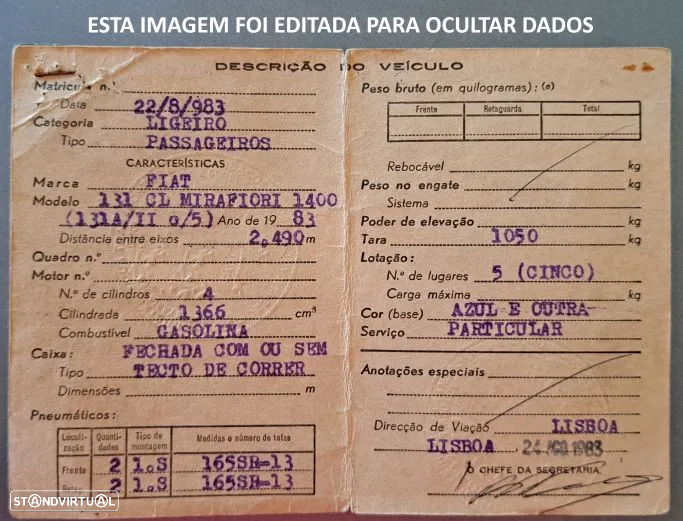 ESTA IMAGEM FOI EDITADA PARA OCULTAR DADOS
DESCRIÇÃO DO VEÍCULO
Matrícula n.º
Data 22/8/983
Categoria LIGEIRO
Tipo PASSAGEIROS
CARACTERÍSTICAS
Marca FIAT
Modelo 131 CL MIRAFIORI 1400
(131A/II 0/5) Ano de 19 83
Distância entre eixos 2,490 m
Quadro n.º
Motor n.º
N.º de cilindros 4
Cilindrada 1366 cm³
Combustível GASOLINA
Caixa: FECHADA COM OU SEM
Tipo TECTO DE CORRER
Dimensões m
Pneumáticos:
Localização Quantidades Tipo de montagem Medidas e número de telas
Frente 2 1.S 165SR-13
2 1.S 165SR-13
Peso bruto (em quilogramas): (a)
Frente Retaguarda Total
Rebocável kg
Peso no engate kg
Sistema
Poder de elevação kg
Tara 1050 kg
Lotação:
N.º de lugares 5 (CINCO)
Carga máxima kg
Cor (base) AZUL E OUTRA
Serviço PARTICULAR
Anotações especiais
Direcção de Viação LISBOA
LISBOA, 24 AGO 1983
O CHEFE DA SECRETARIA
STANDVIRTUAL